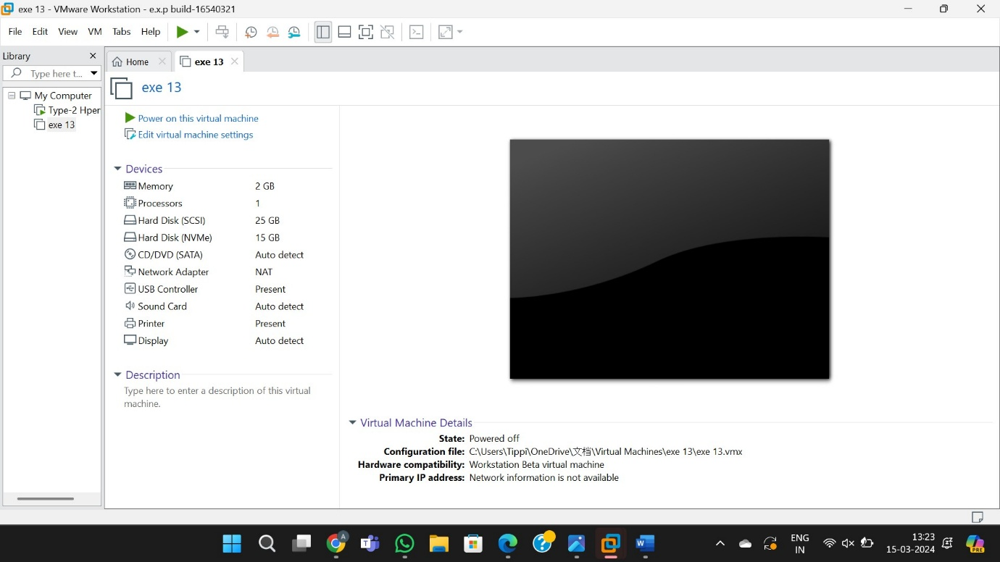 exe 13 - VMware Workstation - e.x.p build-16540321
File Edit View VM Tabs Help
Library
Home
exe 13
Type here t...
exe 13
My Computer
Type-2 Hper
exe 13
Power on this virtual machine
Edit virtual machine settings
Devices
Memory 2 GB
Processors 1
Hard Disk (SCSI) 25 GB
Hard Disk (NVMe) 15 GB
CD/DVD (SATA) Auto detect
Network Adapter NAT
USB Controller Present
Sound Card Auto detect
Printer Present
Display Auto detect
Description
Type here to enter a description of this virtual
machine.
Virtual Machine Details
State: Powered off
Configuration file: C:\Users\Tippi\OneDrive\文档\Virtual Machines\exe 13\exe 13.vmx
Hardware compatibility: Workstation Beta virtual machine
Primary IP address: Network information is not available
A
T
W
PRE
ENG
IN
13:23
15-03-2024